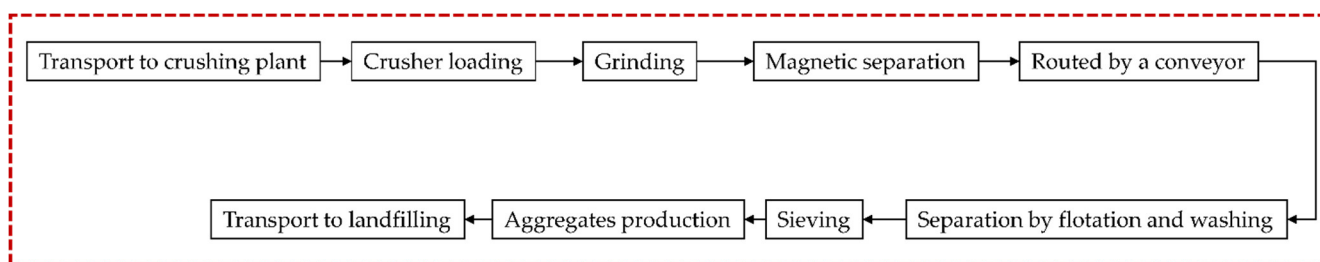 Transport to crushing plant
Crusher loading
Grinding
Magnetic separation
Routed by a conveyor
Separation by flotation and washing
Sieving
Aggregates production
Transport to landfilling